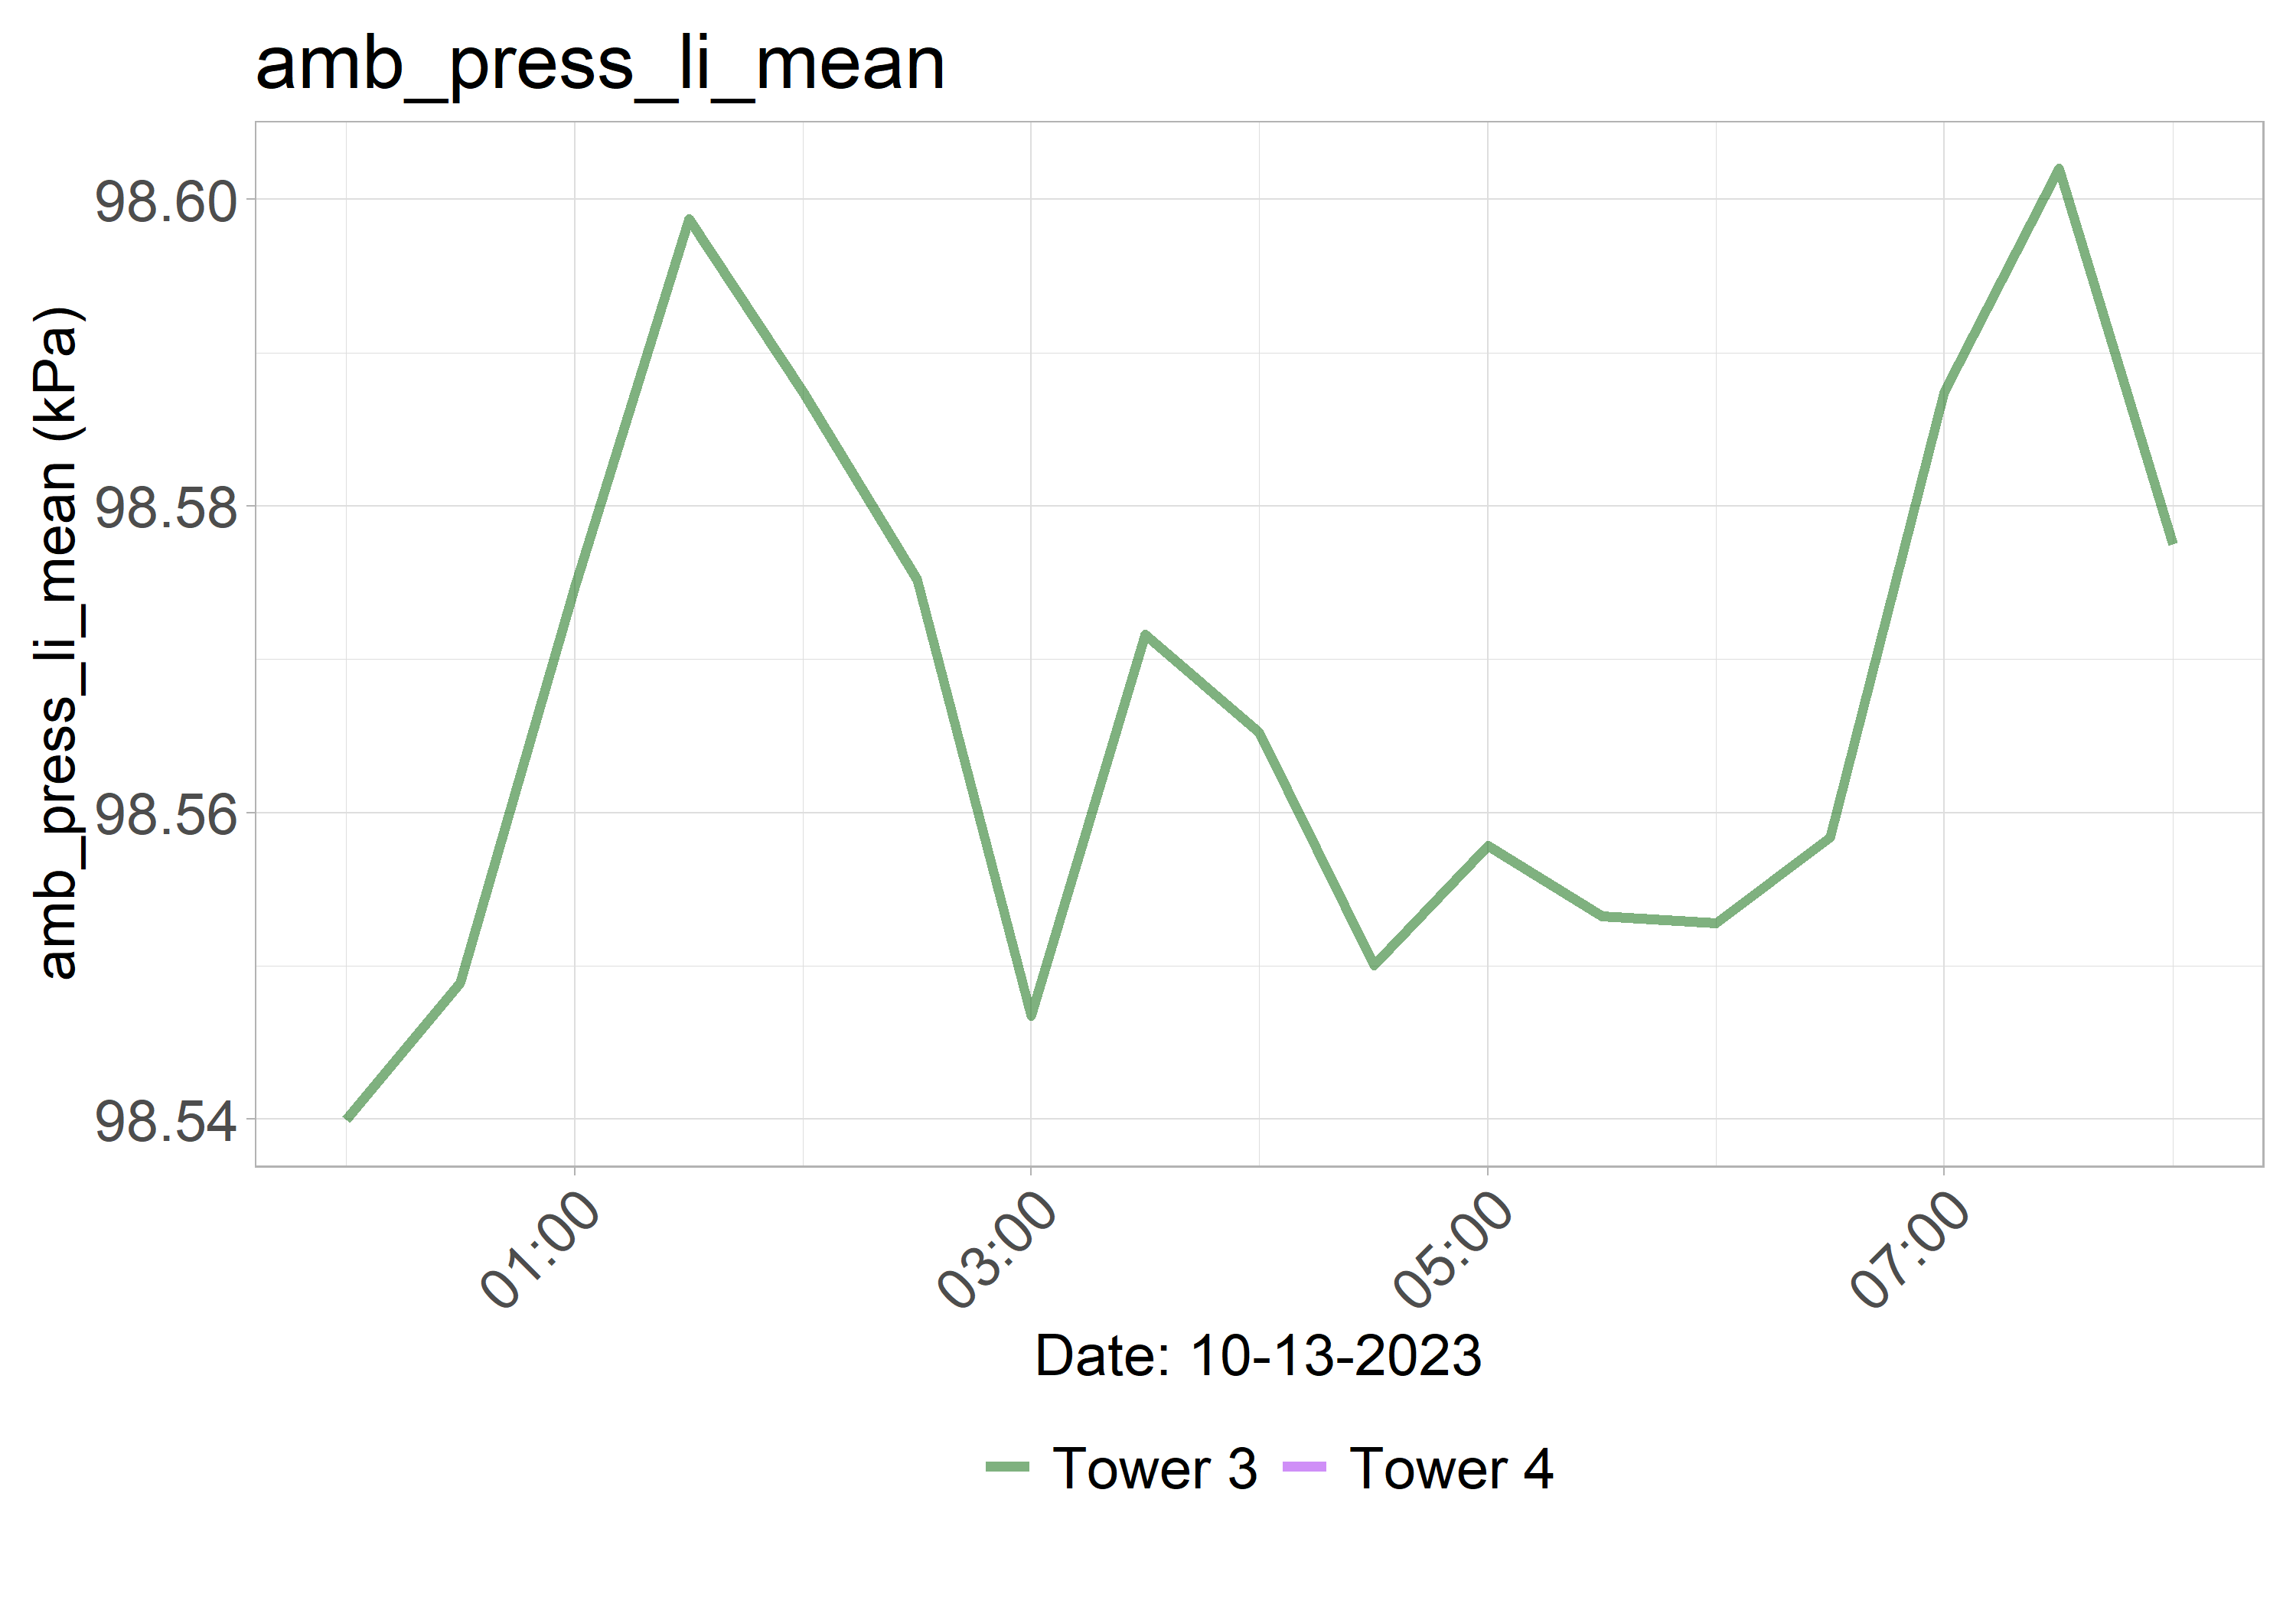 amb_press_li_mean
amb_press_li_mean (kPa)
98.60
98.58
98.56
98.54
01:00
03:00
05:00
07:00
Date: 10-13-2023
Tower 3
Tower 4